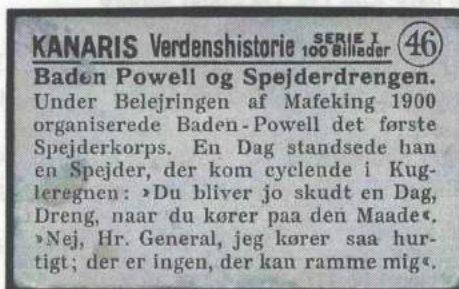 KANARIS Verdenshistorie SERIE I 100 Billeder 46
Baden Powell og Spejderdrengen.
Under Belejringen af Mafeking 1900
organiserede Baden-Powell det første
Spejderkorps. En Dag standsede han
en Spejder, der kom cyclende i Kug-
leregnen: »Du bliver jo skudt en Dag,
Dreng, naar du kører paa den Maade«.
»Nej, Hr. General, jeg kører saa hur-
tigt; der er ingen, der kan ramme mig«.